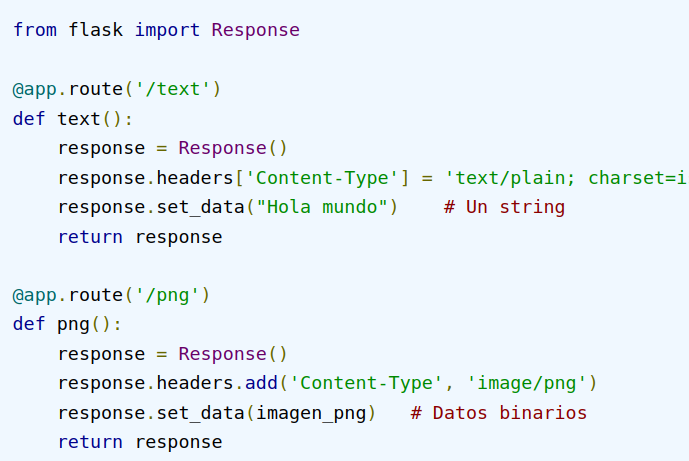 from flask import Response
@app.route('/text')
def text():
    response = Response()
    response.headers['Content-Type'] = 'text/plain; charset=i
    response.set_data("Hola mundo")    # Un string
    return response
@app.route('/png')
def png():
    response = Response()
    response.headers.add('Content-Type', 'image/png')
    response.set_data(imagen_png)   # Datos binarios
    return response